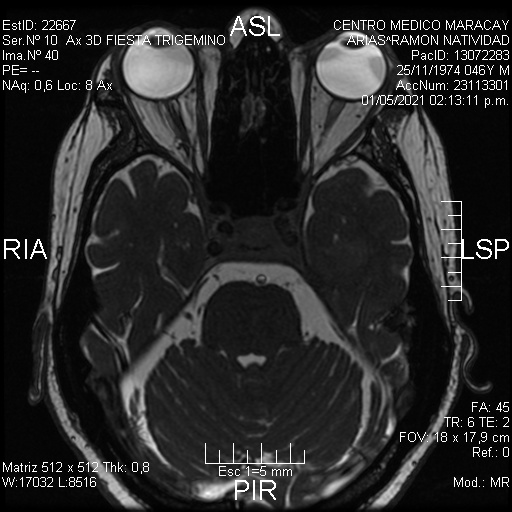 EstID: 22667
Ser.Nº 10 Ax 3D FIESTA TRIGEMINO
Ima.Nº 40
PE= --
NAq: 0,6 Loc: 8 Ax
ASL
CENTRO MEDICO MARACAY
ARIAS^RAMON NATIVIDAD
PacID: 13072283
25/11/1974 046Y M
AccNum: 23113301
01/05/2021 02:13:11 p.m.
RIA
LSP
Matriz 512 x 512 Thk: 0,8
W:17032 L:8516
Esc 1=5 mm
PIR
FA: 45
TR: 6 TE: 2
FOV: 18 x 17,9 cm
Ref.: 0
Mod.: MR